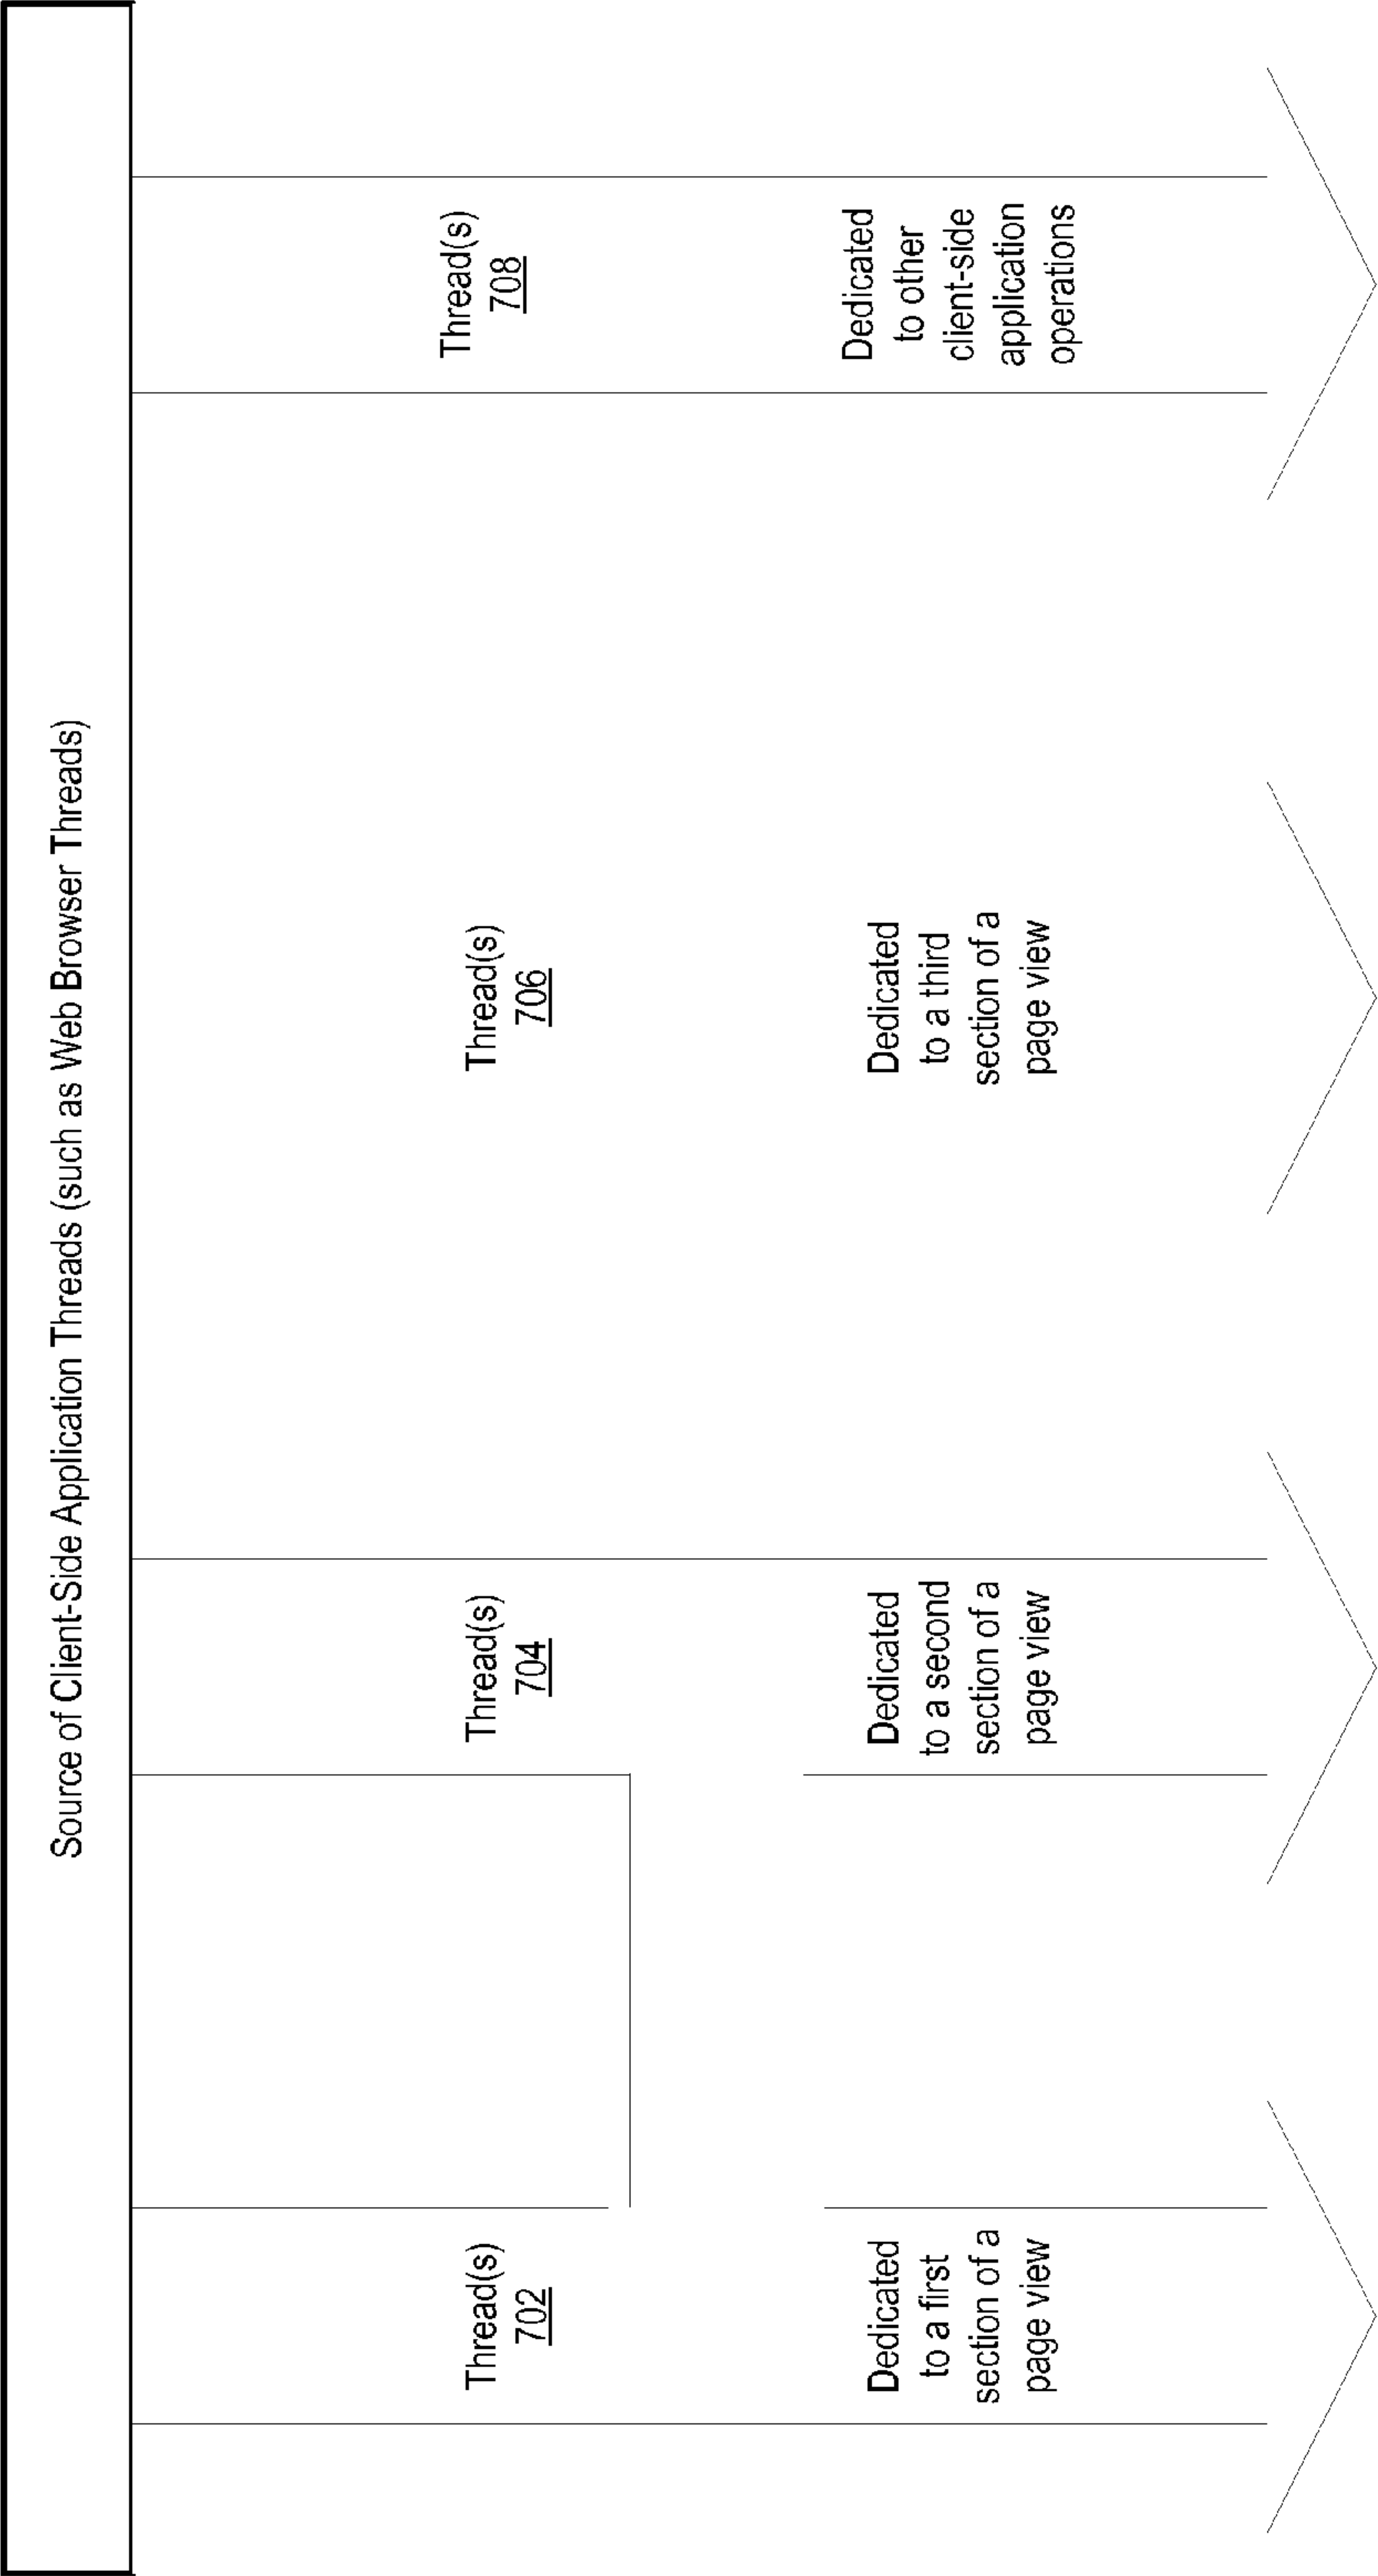 Source of Client-Side Application Threads (such as Web Browser Threads)
Thread(s)
702
Dedicated
to a first
section of a
page view
Thread(s)
704
Dedicated
to a second
section of a
page view
Thread(s)
706
Dedicated
to a third
section of a
page view
Thread(s)
708
Dedicated
to other
client-side
application
operations